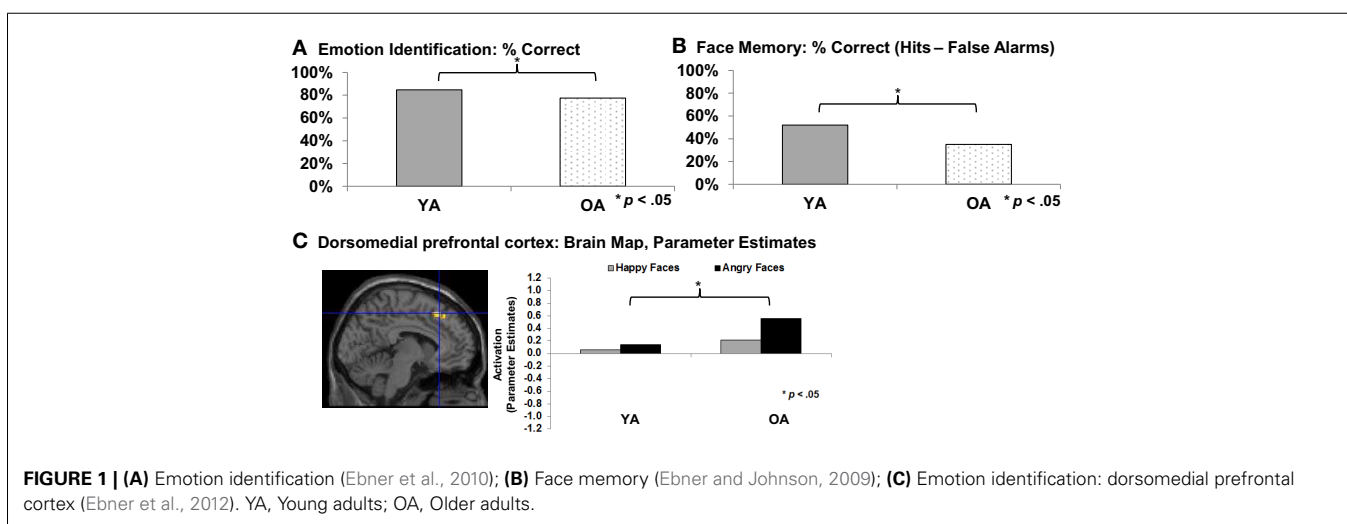 A Emotion Identification: % Correct
*
100%
80%
60%
40%
20%
0%
YA
OA
* p < .05
B Face Memory: % Correct (Hits – False Alarms)
100%
80%
60%
40%
20%
0%
*
YA
OA
* p < .05
C Dorsomedial prefrontal cortex: Brain Map, Parameter Estimates
Happy Faces Angry Faces
Activation
(Parameter Estimates)
1.2
1.0
0.8
0.6
0.4
0.2
0.0
-0.2
-0.4
-0.6
-0.8
-1.0
-1.2
*
* p < .05
YA
OA
FIGURE 1 | (A) Emotion identification (Ebner et al., 2010); (B) Face memory (Ebner and Johnson, 2009); (C) Emotion identification: dorsomedial prefrontal
cortex (Ebner et al., 2012). YA, Young adults; OA, Older adults.